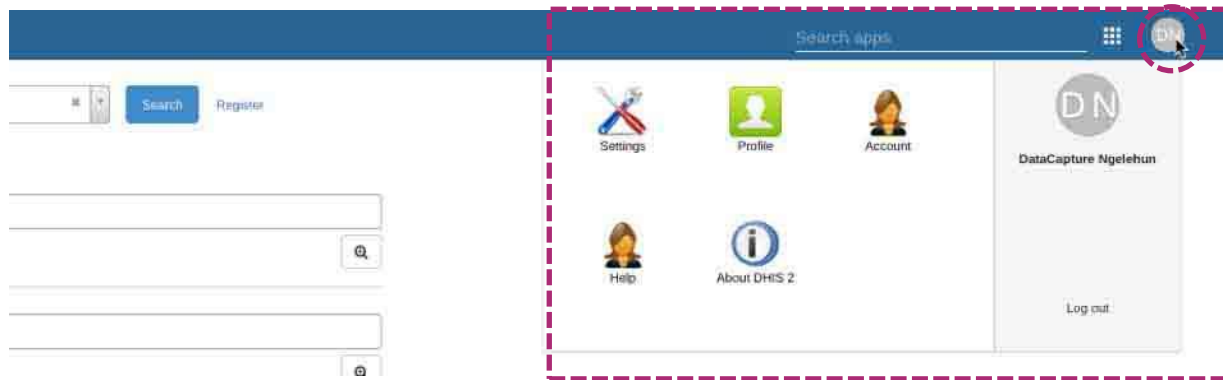 Search apps
DN
Search
Register
DN
Settings
Profile
Account
DataCapture Ngelehun
Help
About DHIS 2
Log out